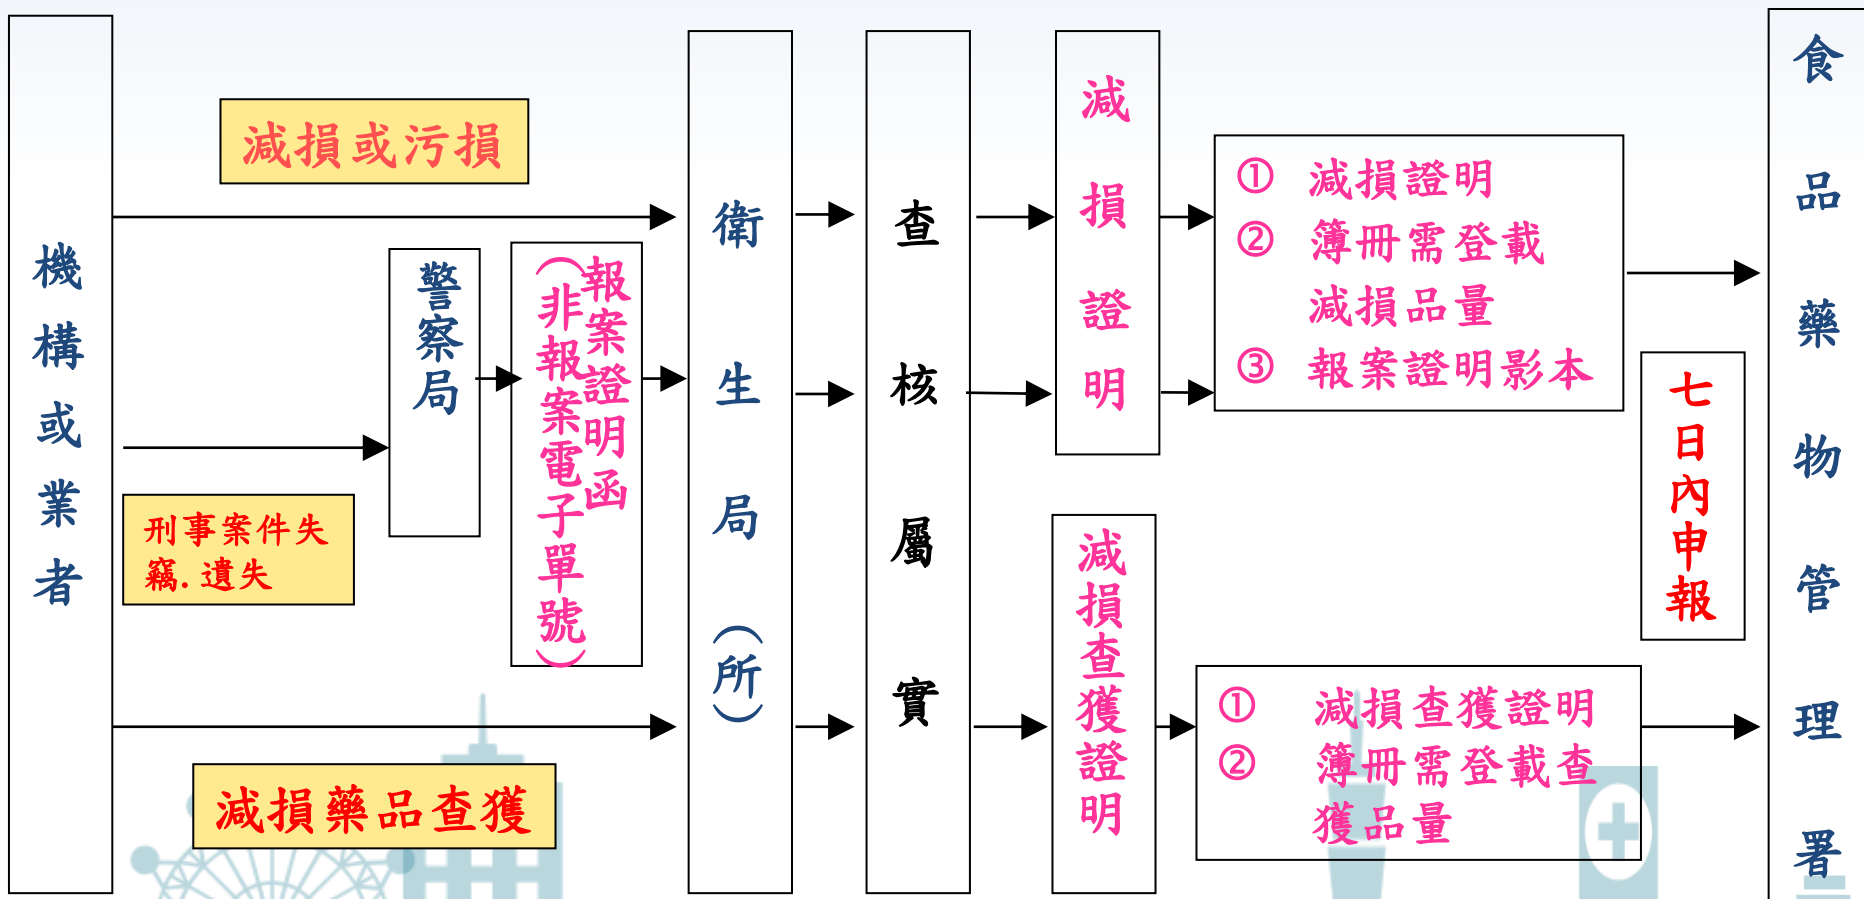 機構或業者
減損或污損
刑事案件失
竊.遺失
減損藥品查獲
警察局
報案證明函
(非報案電子單號)
衛生局(所)
查核屬實
減損證明
① 減損證明
② 簿冊需登載
減損品量
③ 報案證明影本
減損查獲證明
① 減損查獲證明
② 簿冊需登載查
獲品量
七日內申報
食品藥物管理署